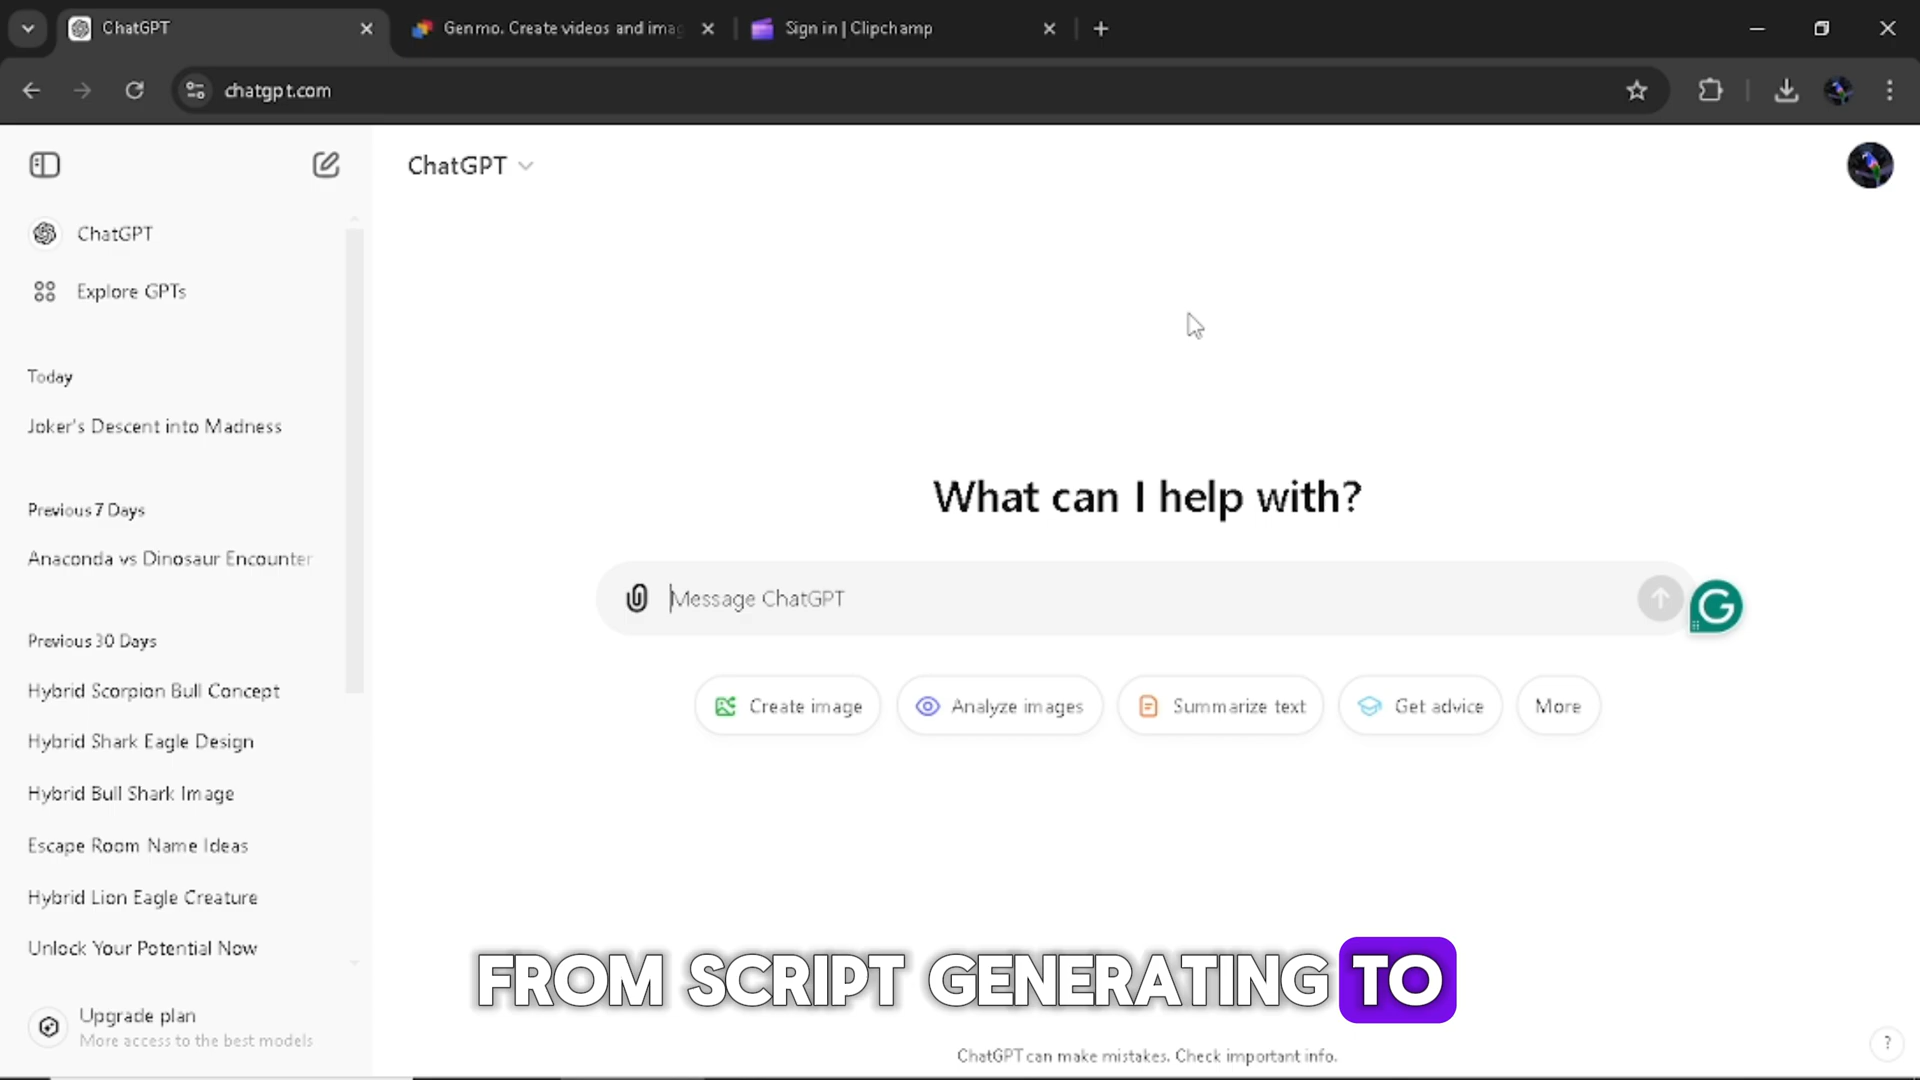 ChatGPT
Genmo. Create videos and imag
Sign in | Clipchamp
chatgpt.com
ChatGPT
ChatGPT
Explore GPTs
Today
Joker's Descent into Madness
Previous 7 Days
Anaconda vs Dinosaur Encounter
Previous 30 Days
Hybrid Scorpion Bull Concept
Hybrid Shark Eagle Design
Hybrid Bull Shark Image
Escape Room Name Ideas
Hybrid Lion Eagle Creature
Unlock Your Potential Now
Upgrade plan
More access to the best models
What can I help with?
Message ChatGPT
G
Create image
Analyze images
Summarize text
Get advice
More
FROM SCRIPT GENERATING TO
ChatGPT can make mistakes. Check important info.
?